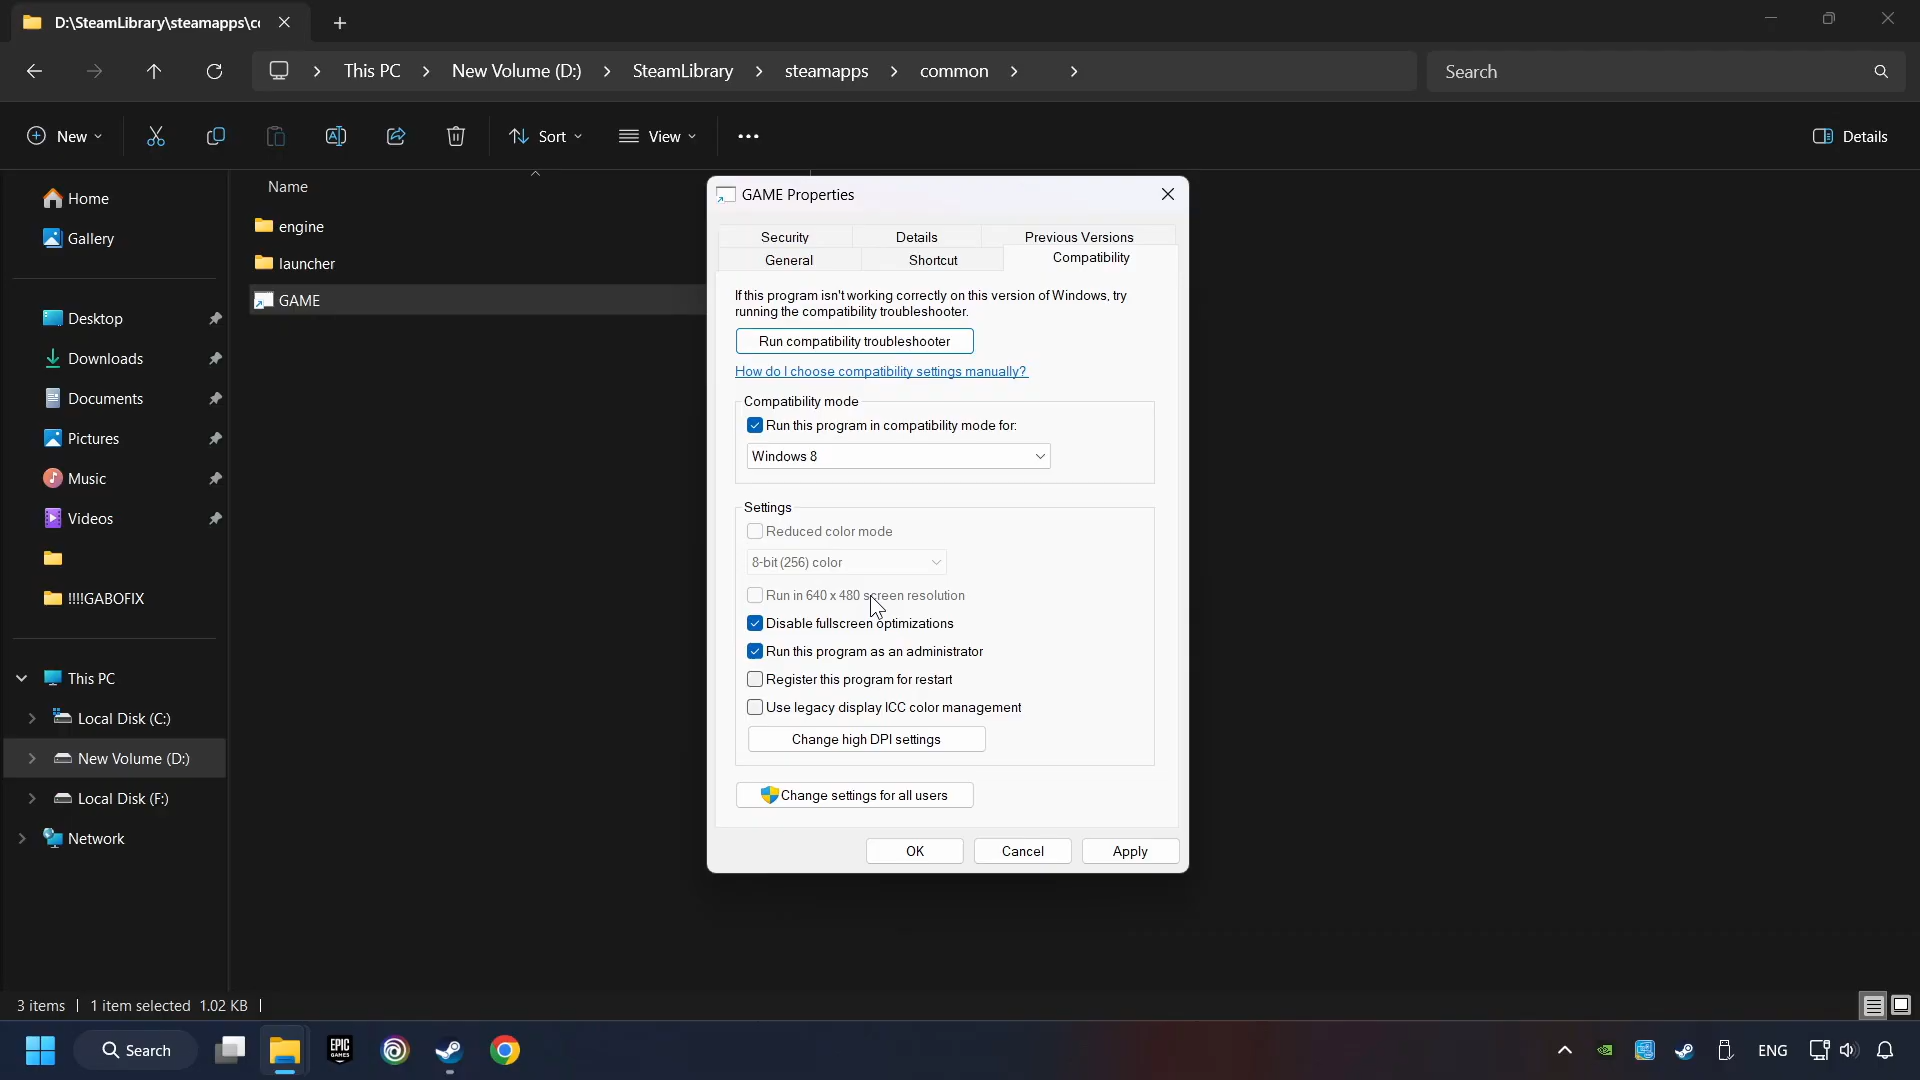 D:\SteamLibrary\steamapps\co
This PC
New Volume (D:)
SteamLibrary
steamapps
common
Search
New
Sort
View
Details
Home
Gallery
Desktop
Downloads
Documents
Pictures
Music
Videos
!!!!GABOFIX
This PC
Local Disk (C:)
New Volume (D:)
Local Disk (F:)
Network
Name
engine
launcher
GAME
GAME Properties
Security
Details
Previous Versions
General
Shortcut
Compatibility
If this program isn't working correctly on this version of Windows, try
running the compatibility troubleshooter.
Run compatibility troubleshooter
How do I choose compatibility settings manually?
Compatibility mode
Run this program in compatibility mode for:
Windows 8
Settings
Reduced color mode
8-bit (256) color
Run in 640 x 480 screen resolution
Disable fullscreen optimizations
Run this program as an administrator
Register this program for restart
Use legacy display ICC color management
Change high DPI settings
Change settings for all users
OK
Cancel
Apply
3 items
1 item selected 1.02 KB
Search
EPIC
GAMES
ENG